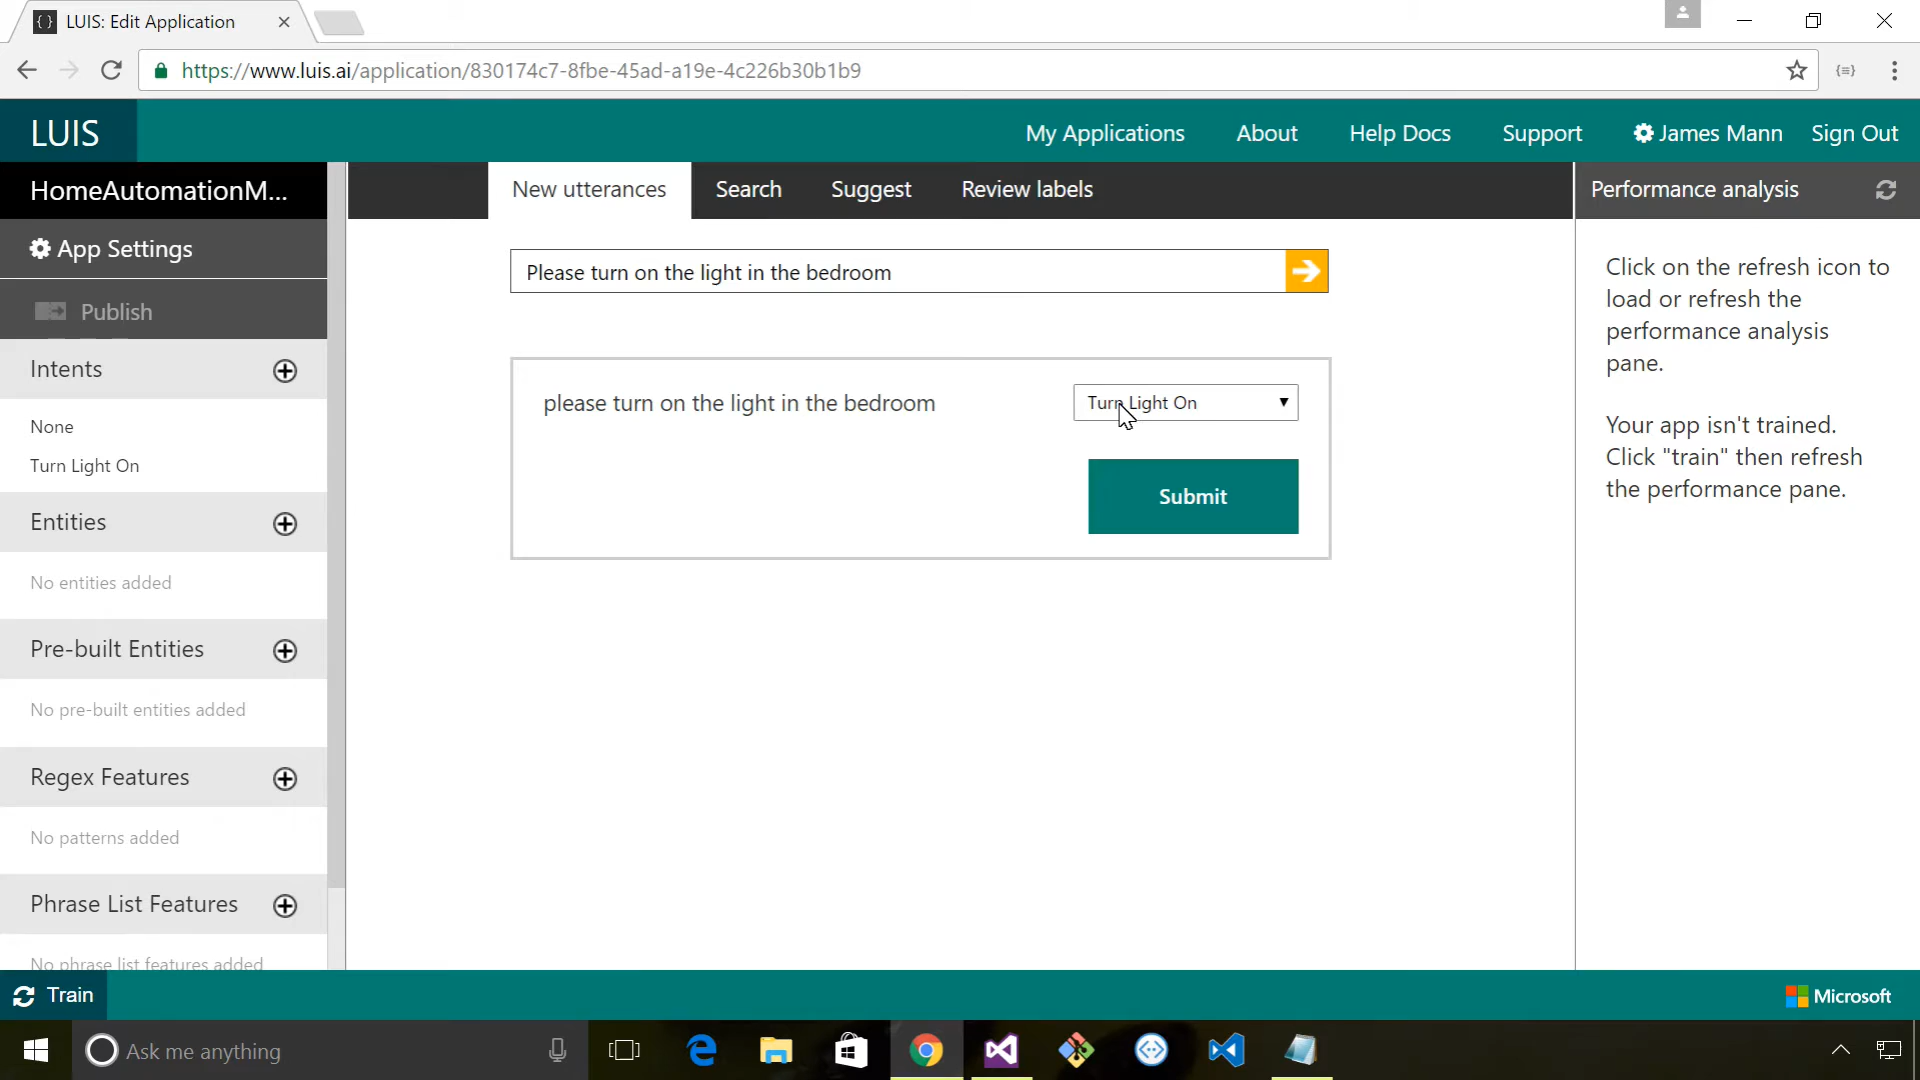 LUIS: Edit Application
https://www.luis.ai/application/830174c7-8fbe-45ad-a19e-4c226b30b1b9
LUIS
My Applications
About
Help Docs
Support
James Mann
Sign Out
HomeAutomationM...
New utterances
Search
Suggest
Review labels
Performance analysis
App Settings
Publish
Intents
None
Turn Light On
Entities
No entities added
Pre-built Entities
No pre-built entities added
Regex Features
No patterns added
Phrase List Features
No phrase list features added
Please turn on the light in the bedroom
please turn on the light in the bedroom
Turn Light On
Submit
Click on the refresh icon to
load or refresh the
performance analysis
pane.
Your app isn't trained.
Click "train" then refresh
the performance pane.
Train
Microsoft
Ask me anything